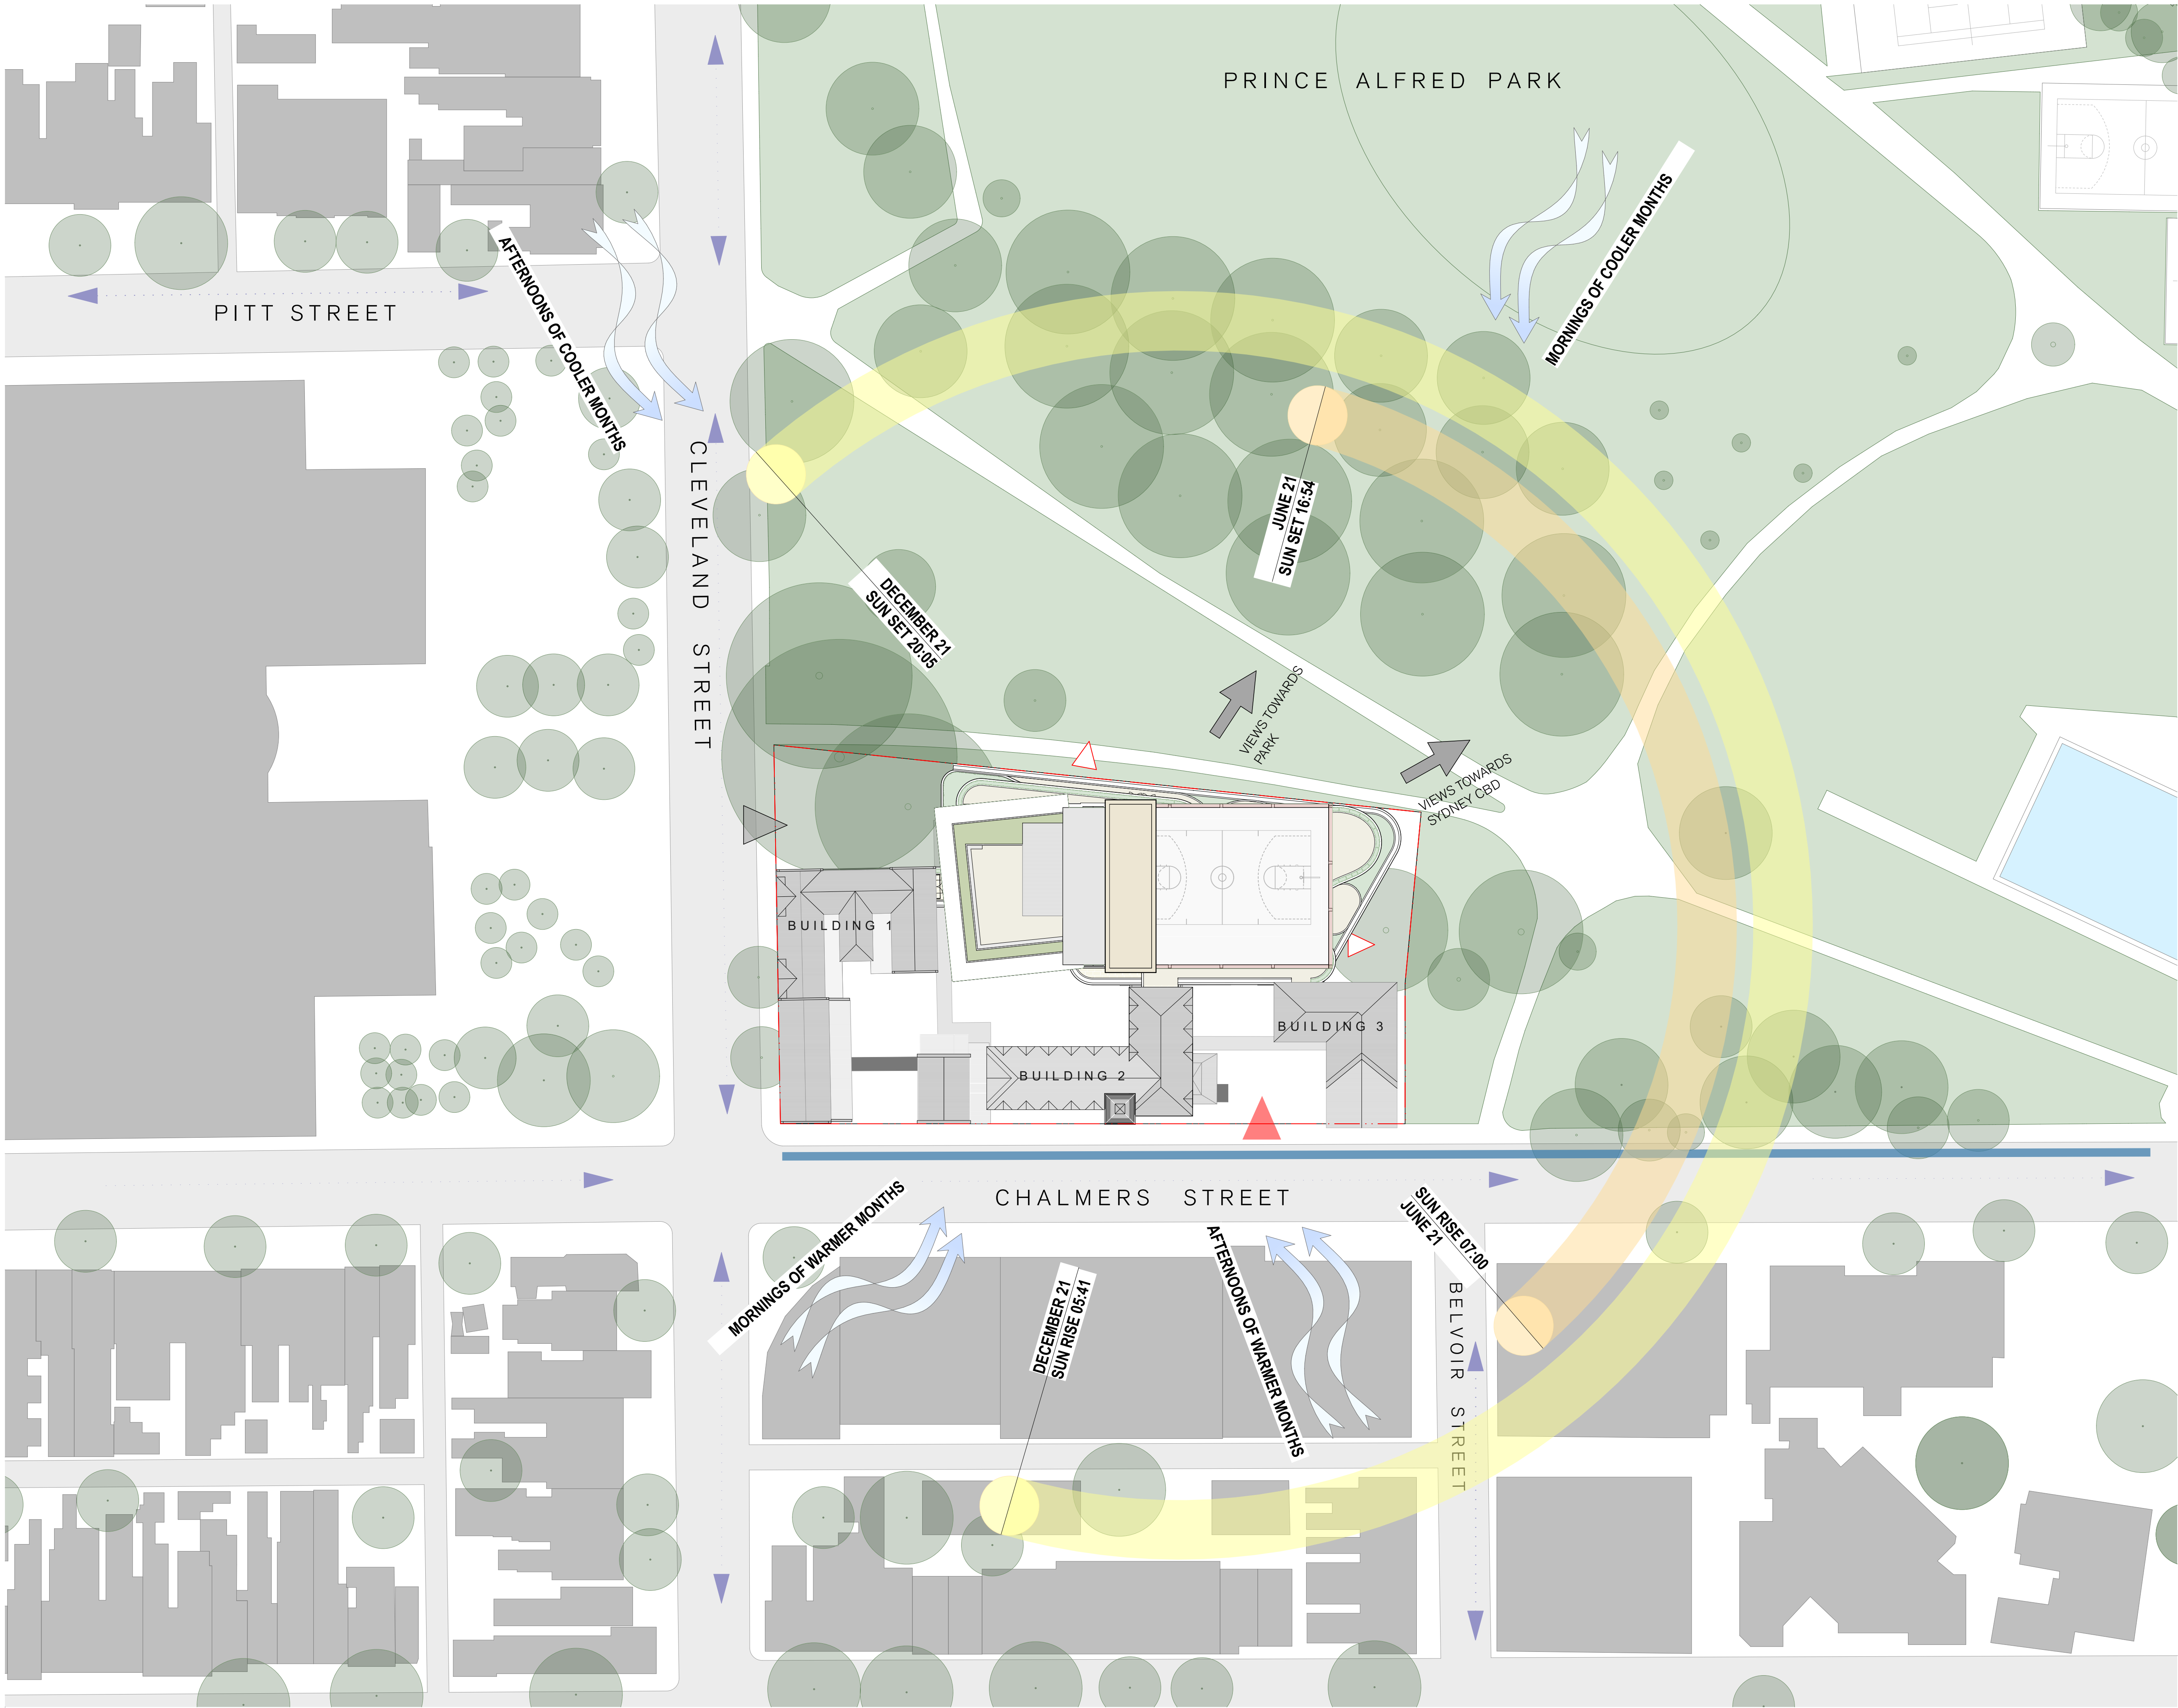 PRINCE ALFRED PARK
MORNINGS OF COOLER MONTHS
AFTERNOONS OF COOLER MONTHS
PITT STREET
CLEVELAND STREET
JUNE 21
SUN SET 16:54
DECEMBER 21
SUN SET 20:05
VIEWS TOWARDS
PARK
VIEWS TOWARDS
SYDNEY CBD
BUILDING 1
BUILDING 3
BUILDING 2
CHALMERS STREET
MORNINGS OF WARMER MONTHS
AFTERNOONS OF WARMER MONTHS
SUN RISE 07:00
JUNE 21
DECEMBER 21
SUN RISE 05:41
BELVOIR STREET